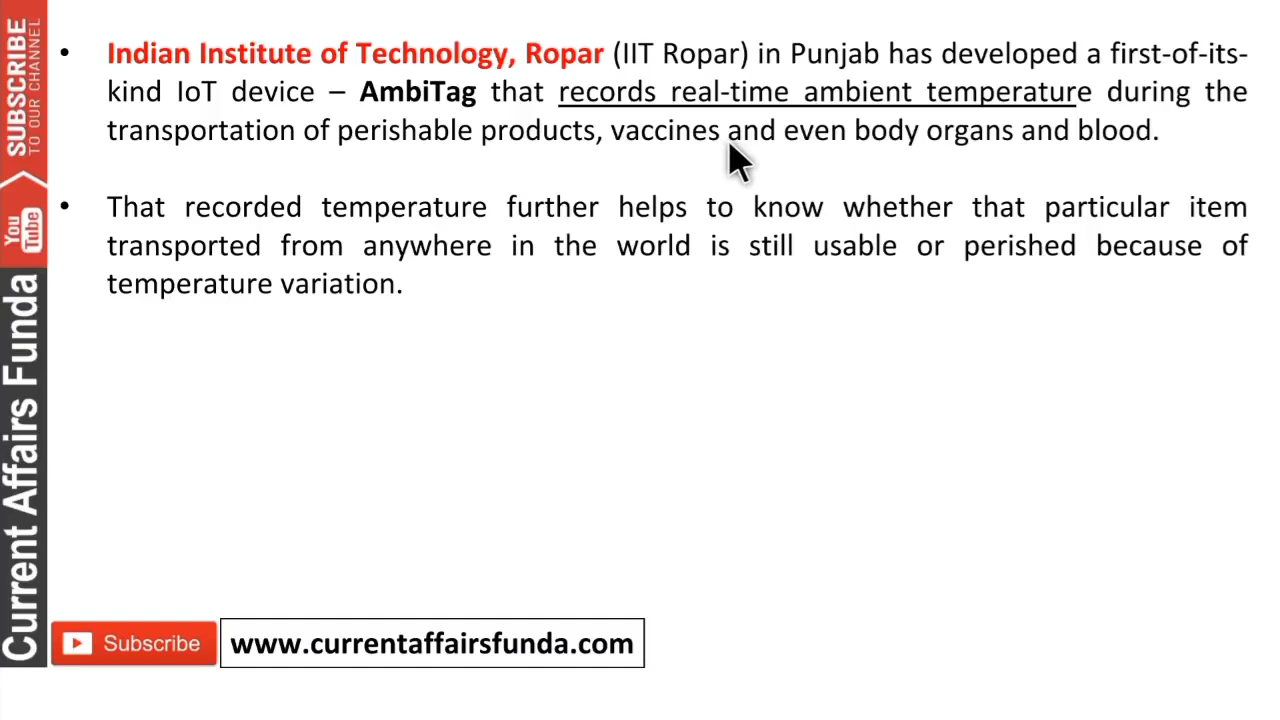 • Indian Institute of Technology, Ropar (IIT Ropar) in Punjab has developed a first-of-its-
kind IoT device – AmbiTag that records real-time ambient temperature during the
transportation of perishable products, vaccines and even body organs and blood.
• That recorded temperature further helps to know whether that particular item
transported from anywhere in the world is still usable or perished because of
temperature variation.
SUBSCRIBE
TO OUR CHANNEL
You Tube
Current Affairs Funda
Subscribe
www.currentaffairsfunda.com